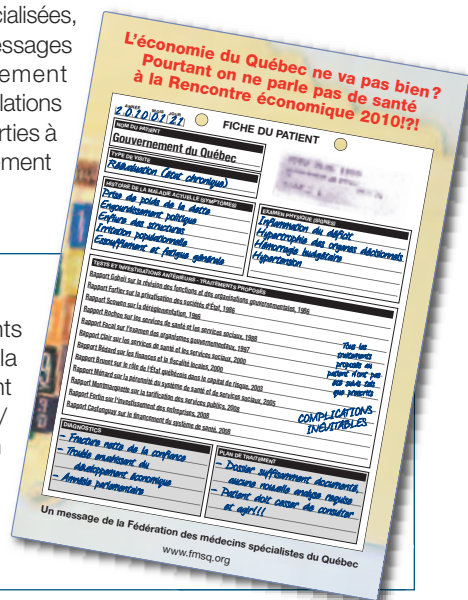 cialisées,
essages
ement
lations
rties à
ement
nts
la
nt
/
L'économie du Québec ne va pas bien?
Pourtant on ne parle pas de santé
à la Rencontre économique 2010!?!
ANNÉE MOIS JOUR
2010 01 21
FICHE DU PATIENT
NOM DU PATIENT
Gouvernement du Québec
TYPE DE VISITE
Réévaluation (état chronique)
HISTOIRE DE LA MALADIE ACTUELLE (SYMPTÔMES)
Prise de poids de la dette
Engourdissement politique
Enflure des structures
Irritation populationnelle
Essoufflement et fatigue générale
EXAMEN PHYSIQUE (SIGNES)
Inflammation du déficit
Hypertrophie des organes décisionnels
Hémorragie budgétaire
Hypertension
TESTS ET INVESTIGATIONS ANTÉRIEURS - TRAITEMENTS PROPOSÉS
Rapport Gobeil sur la révision des fonctions et des organisations gouvernementales, 1986
Rapport Fortier sur la privatisation des sociétés d'État, 1986
Rapport Scowen sur la déréglementation, 1986
Rapport Rochon sur les services de santé et les services sociaux, 1988
Rapport Facal sur l'examen des organismes gouvernementaux, 1997
Rapport Clair sur les services de santé et les services sociaux, 2000
Rapport Bédard sur les finances et la fiscalité locales, 2000
Rapport Brunet sur le rôle de l'État québécois dans le capital de risque, 2003
Rapport Ménard sur la pérennité du système de santé et de services sociaux, 2005
Rapport Montmarquette sur la tarification des services publics, 2008
Rapport Fortin sur l'investissement des entreprises, 2008
Rapport Castonguay sur le financement du système de santé, 2008
Tous les
traitements
proposés au
patient n'ont pas
été suivis tels
que prescrits
COMPLICATIONS
INÉVITABLES
DIAGNOSTICS
- Fracture nette de la confiance
- Trouble envahissant du
développement économique
- Amnésie parlementaire
PLAN DE TRAITEMENT
- Dossier suffisamment documenté,
aucune nouvelle analyse requise
- Patient doit cesser de consulter
et agir!!!
Un message de la Fédération des médecins spécialistes du Québec
www.fmsq.org